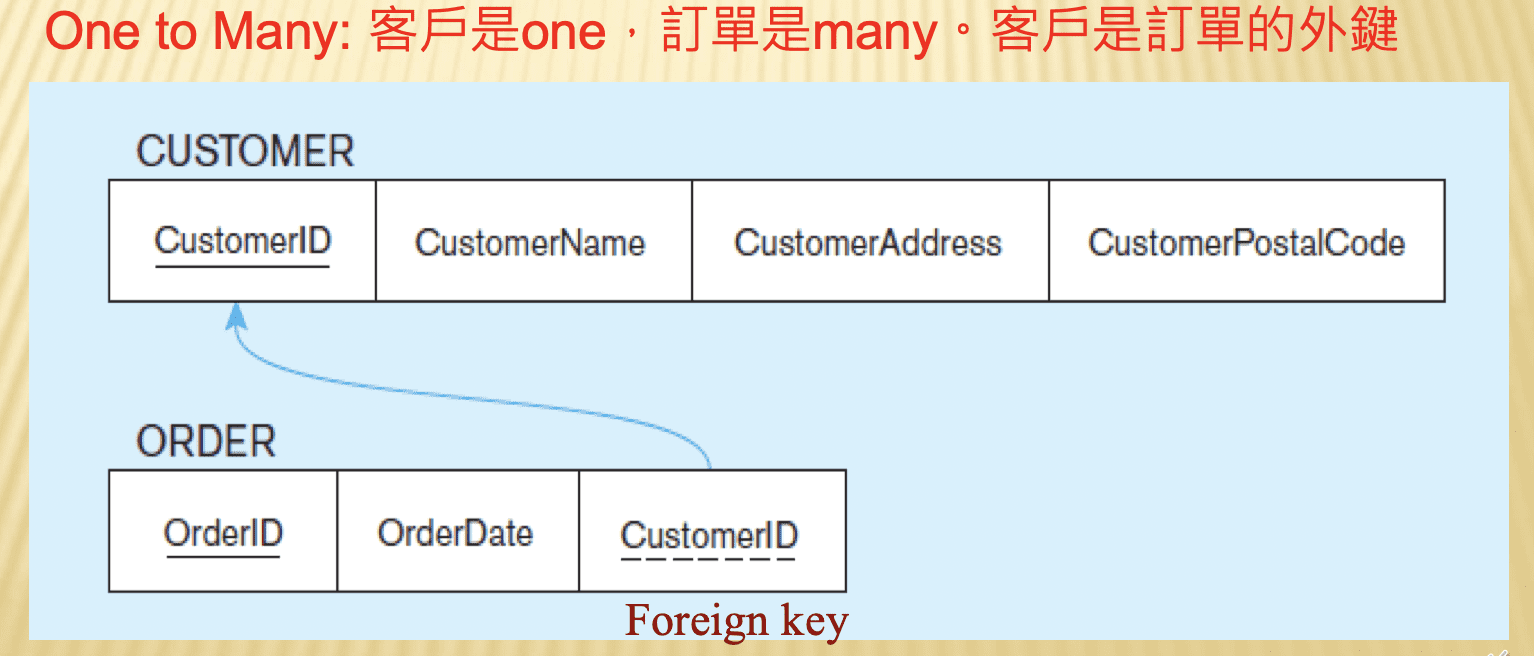 One to Many: 客戶是one，訂單是many。客戶是訂單的外鍵
CUSTOMER
CustomerID CustomerName CustomerAddress CustomerPostalCode
ORDER
OrderID OrderDate CustomerID
Foreign key